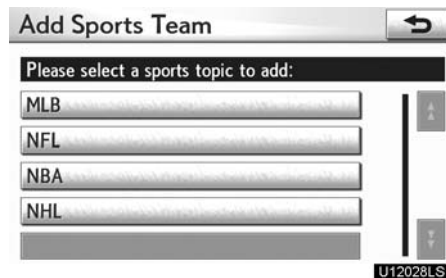 Add Sports Team
Please select a sports topic to add:
MLB
NFL
NBA
NHL
U12028LS